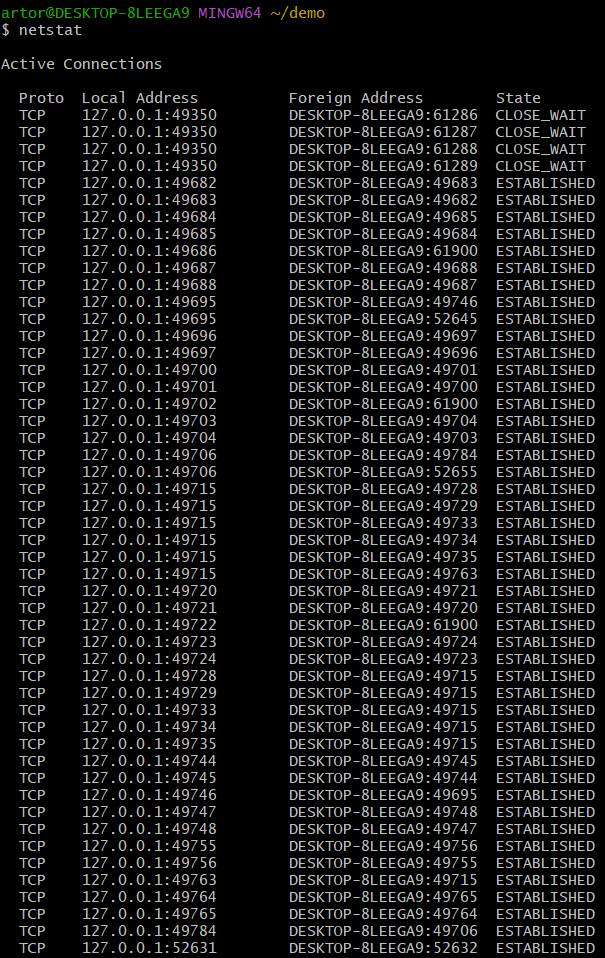 artor@DESKTOP-8LEEGA9 MINGW64 ~/demo
$ netstat
Active Connections
Proto  Local Address          Foreign Address        State
TCP    127.0.0.1:49350        DESKTOP-8LEEGA9:61286  CLOSE_WAIT
TCP    127.0.0.1:49350        DESKTOP-8LEEGA9:61287  CLOSE_WAIT
TCP    127.0.0.1:49350        DESKTOP-8LEEGA9:61288  CLOSE_WAIT
TCP    127.0.0.1:49350        DESKTOP-8LEEGA9:61289  CLOSE_WAIT
TCP    127.0.0.1:49682        DESKTOP-8LEEGA9:49683  ESTABLISHED
TCP    127.0.0.1:49683        DESKTOP-8LEEGA9:49682  ESTABLISHED
TCP    127.0.0.1:49684        DESKTOP-8LEEGA9:49685  ESTABLISHED
TCP    127.0.0.1:49685        DESKTOP-8LEEGA9:49684  ESTABLISHED
TCP    127.0.0.1:49686        DESKTOP-8LEEGA9:61900  ESTABLISHED
TCP    127.0.0.1:49687        DESKTOP-8LEEGA9:49688  ESTABLISHED
TCP    127.0.0.1:49688        DESKTOP-8LEEGA9:49687  ESTABLISHED
TCP    127.0.0.1:49695        DESKTOP-8LEEGA9:49746  ESTABLISHED
TCP    127.0.0.1:49695        DESKTOP-8LEEGA9:52645  ESTABLISHED
TCP    127.0.0.1:49696        DESKTOP-8LEEGA9:49697  ESTABLISHED
TCP    127.0.0.1:49697        DESKTOP-8LEEGA9:49696  ESTABLISHED
TCP    127.0.0.1:49700        DESKTOP-8LEEGA9:49701  ESTABLISHED
TCP    127.0.0.1:49701        DESKTOP-8LEEGA9:49700  ESTABLISHED
TCP    127.0.0.1:49702        DESKTOP-8LEEGA9:61900  ESTABLISHED
TCP    127.0.0.1:49703        DESKTOP-8LEEGA9:49704  ESTABLISHED
TCP    127.0.0.1:49704        DESKTOP-8LEEGA9:49703  ESTABLISHED
TCP    127.0.0.1:49706        DESKTOP-8LEEGA9:49784  ESTABLISHED
TCP    127.0.0.1:49706        DESKTOP-8LEEGA9:52655  ESTABLISHED
TCP    127.0.0.1:49715        DESKTOP-8LEEGA9:49728  ESTABLISHED
TCP    127.0.0.1:49715        DESKTOP-8LEEGA9:49729  ESTABLISHED
TCP    127.0.0.1:49715        DESKTOP-8LEEGA9:49733  ESTABLISHED
TCP    127.0.0.1:49715        DESKTOP-8LEEGA9:49734  ESTABLISHED
TCP    127.0.0.1:49715        DESKTOP-8LEEGA9:49735  ESTABLISHED
TCP    127.0.0.1:49715        DESKTOP-8LEEGA9:49763  ESTABLISHED
TCP    127.0.0.1:49720        DESKTOP-8LEEGA9:49721  ESTABLISHED
TCP    127.0.0.1:49721        DESKTOP-8LEEGA9:49720  ESTABLISHED
TCP    127.0.0.1:49722        DESKTOP-8LEEGA9:61900  ESTABLISHED
TCP    127.0.0.1:49723        DESKTOP-8LEEGA9:49724  ESTABLISHED
TCP    127.0.0.1:49724        DESKTOP-8LEEGA9:49723  ESTABLISHED
TCP    127.0.0.1:49728        DESKTOP-8LEEGA9:49715  ESTABLISHED
TCP    127.0.0.1:49729        DESKTOP-8LEEGA9:49715  ESTABLISHED
TCP    127.0.0.1:49733        DESKTOP-8LEEGA9:49715  ESTABLISHED
TCP    127.0.0.1:49734        DESKTOP-8LEEGA9:49715  ESTABLISHED
TCP    127.0.0.1:49735        DESKTOP-8LEEGA9:49715  ESTABLISHED
TCP    127.0.0.1:49744        DESKTOP-8LEEGA9:49745  ESTABLISHED
TCP    127.0.0.1:49745        DESKTOP-8LEEGA9:49744  ESTABLISHED
TCP    127.0.0.1:49746        DESKTOP-8LEEGA9:49695  ESTABLISHED
TCP    127.0.0.1:49747        DESKTOP-8LEEGA9:49748  ESTABLISHED
TCP    127.0.0.1:49748        DESKTOP-8LEEGA9:49747  ESTABLISHED
TCP    127.0.0.1:49755        DESKTOP-8LEEGA9:49756  ESTABLISHED
TCP    127.0.0.1:49756        DESKTOP-8LEEGA9:49755  ESTABLISHED
TCP    127.0.0.1:49763        DESKTOP-8LEEGA9:49715  ESTABLISHED
TCP    127.0.0.1:49764        DESKTOP-8LEEGA9:49765  ESTABLISHED
TCP    127.0.0.1:49765        DESKTOP-8LEEGA9:49764  ESTABLISHED
TCP    127.0.0.1:49784        DESKTOP-8LEEGA9:49706  ESTABLISHED
TCP    127.0.0.1:52631        DESKTOP-8LEEGA9:52632  ESTABLISHED